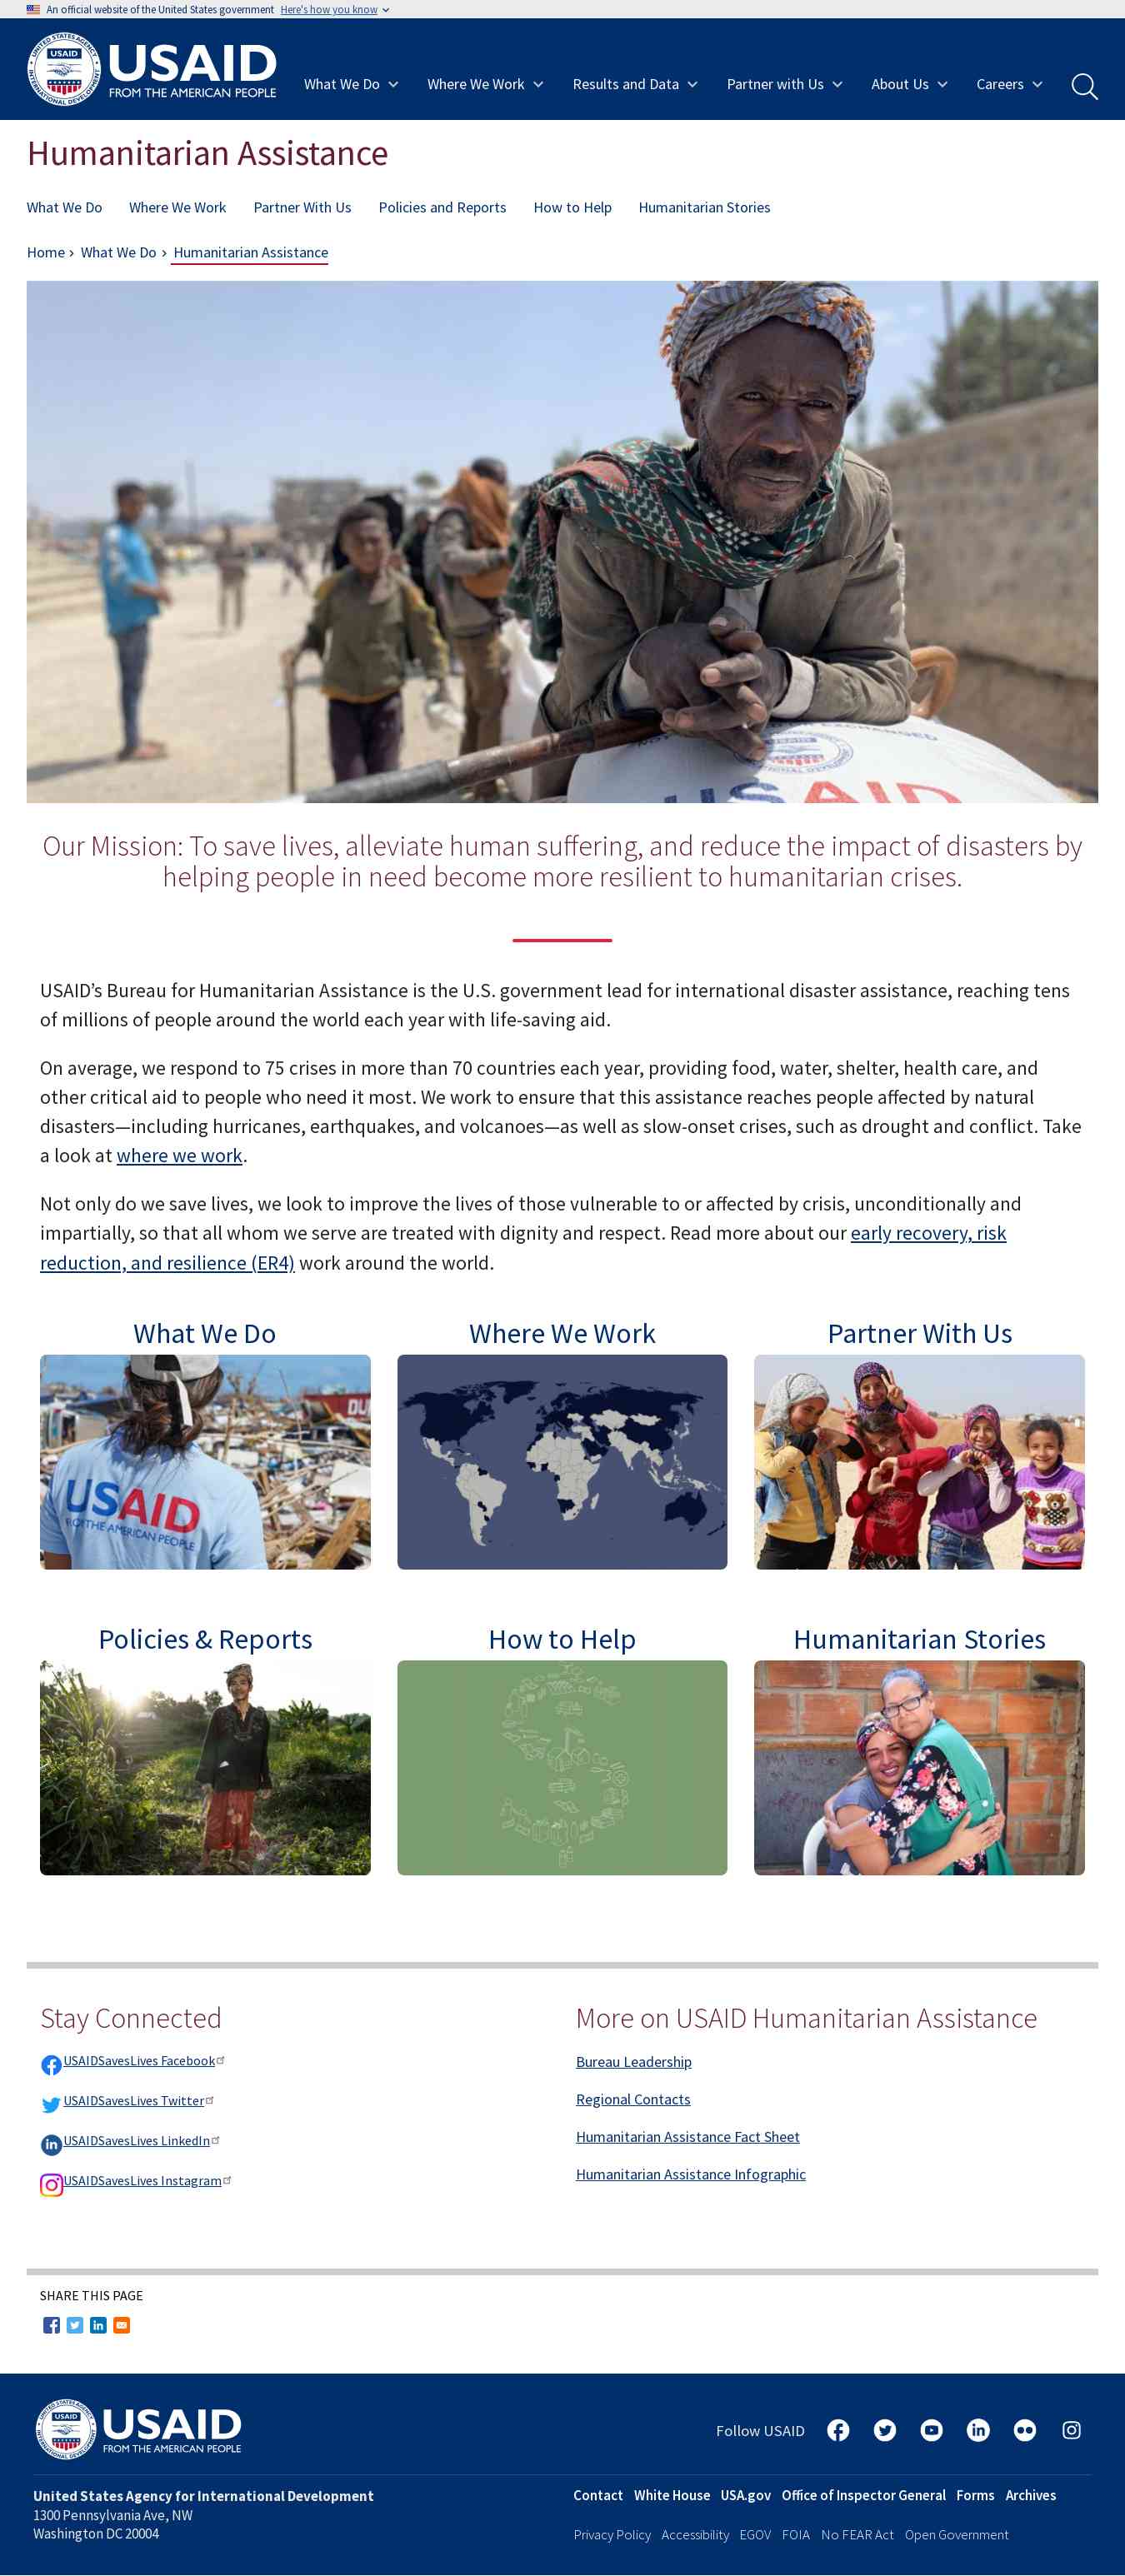 An official website of the United States government Here's how you know
USAID
FROM THE AMERICAN PEOPLE
What We Do Where We Work Results and Data Partner with Us About Us Careers
Humanitarian Assistance
What We Do Where We Work Partner With Us Policies and Reports How to Help Humanitarian Stories
Home › What We Do › Humanitarian Assistance
USAID
Our Mission: To save lives, alleviate human suffering, and reduce the impact of disasters by
helping people in need become more resilient to humanitarian crises.
USAID’s Bureau for Humanitarian Assistance is the U.S. government lead for international disaster assistance, reaching tens
of millions of people around the world each year with life-saving aid.
On average, we respond to 75 crises in more than 70 countries each year, providing food, water, shelter, health care, and
other critical aid to people who need it most. We work to ensure that this assistance reaches people affected by natural
disasters—including hurricanes, earthquakes, and volcanoes—as well as slow-onset crises, such as drought and conflict. Take
a look at where we work.
Not only do we save lives, we look to improve the lives of those vulnerable to or affected by crisis, unconditionally and
impartially, so that all whom we serve are treated with dignity and respect. Read more about our early recovery, risk
reduction, and resilience (ER4) work around the world.
What We Do Where We Work Partner With Us
USAID
FROM THE AMERICAN PEOPLE
Policies & Reports How to Help Humanitarian Stories
Stay Connected
USAIDSavesLives Facebook
USAIDSavesLives Twitter
USAIDSavesLives LinkedIn
USAIDSavesLives Instagram
More on USAID Humanitarian Assistance
Bureau Leadership
Regional Contacts
Humanitarian Assistance Fact Sheet
Humanitarian Assistance Infographic
SHARE THIS PAGE
USAID
FROM THE AMERICAN PEOPLE
Follow USAID
United States Agency for International Development
1300 Pennsylvania Ave, NW
Washington DC 20004
Contact White House USA.gov Office of Inspector General Forms Archives
Privacy Policy Accessibility EGOV FOIA No FEAR Act Open Government